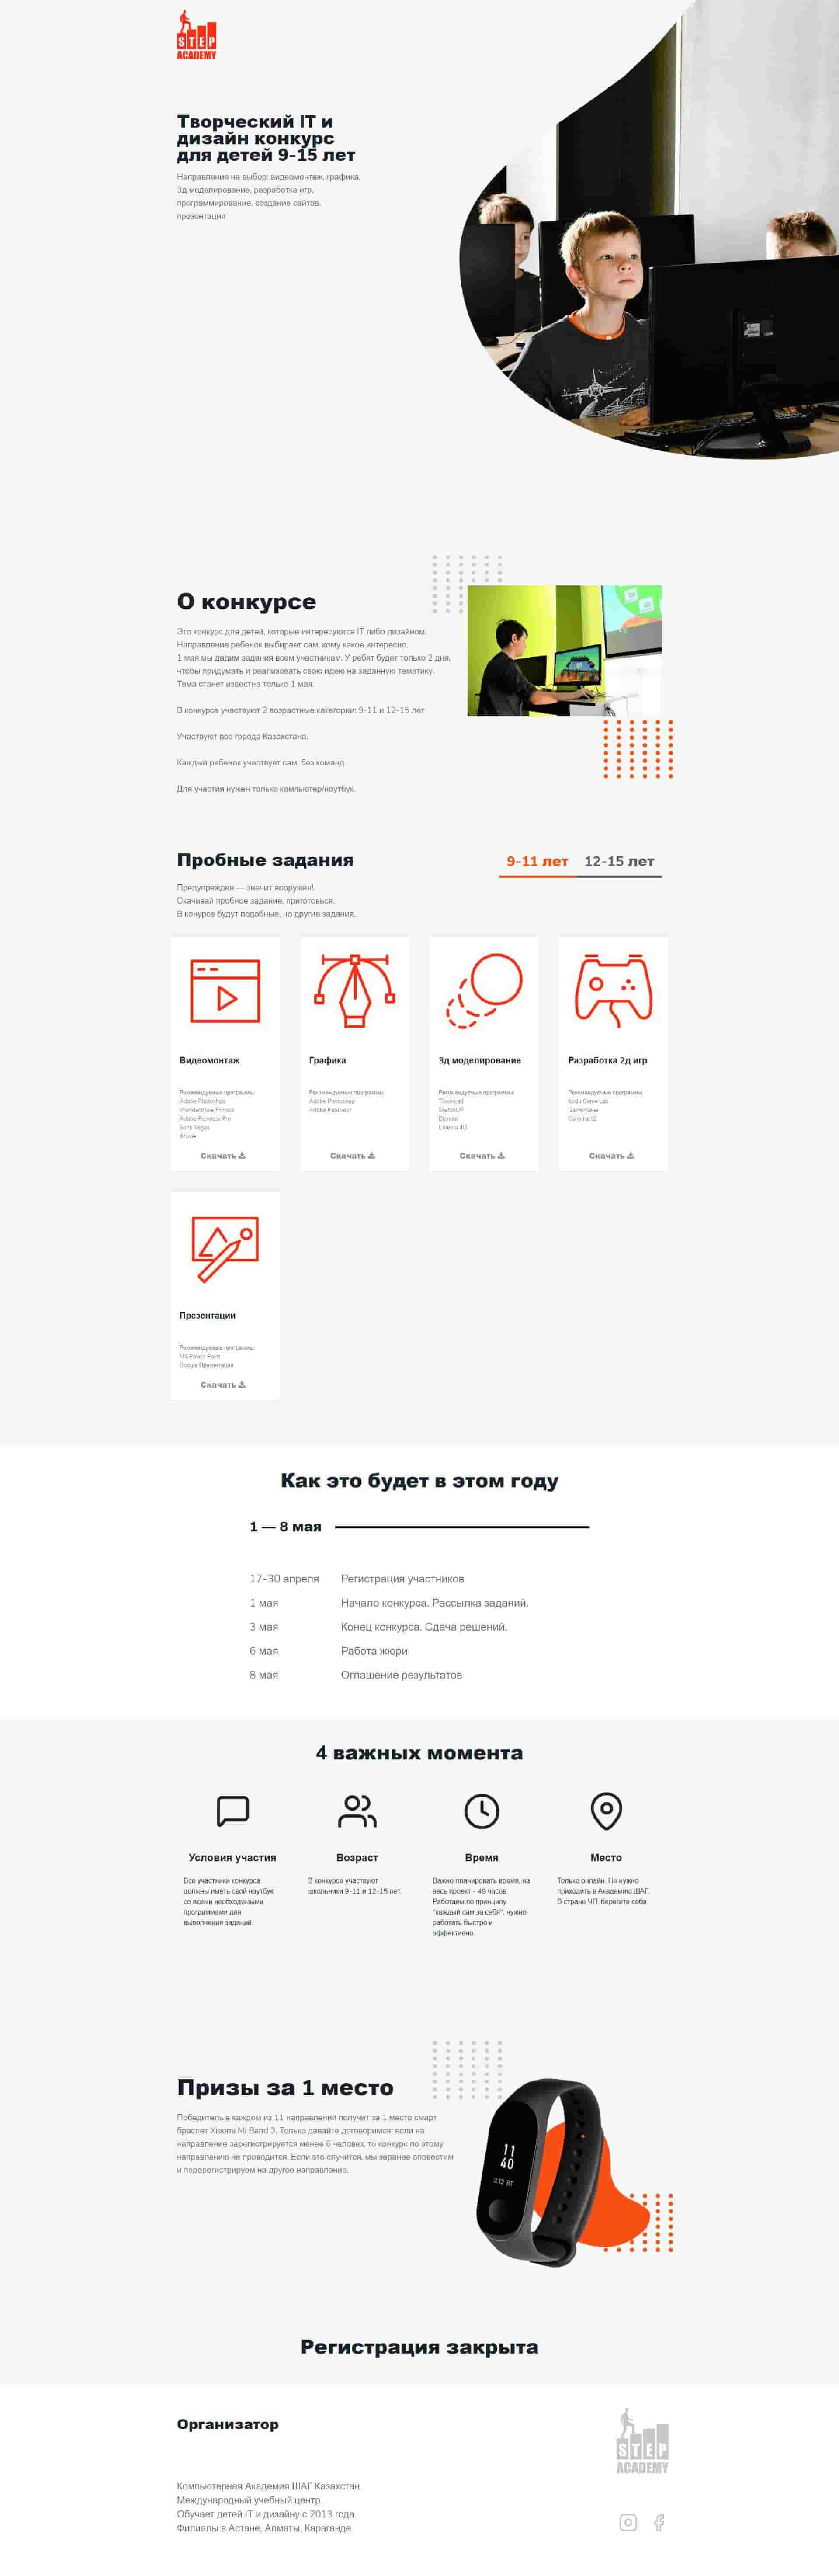 STEP
ACADEMY
Творческий IT и
дизайн конкурс
для детей 9-15 лет
Направления на выбор: видеомонтаж, графика,
3д моделирование, разработка игр,
программирование, создание сайтов,
презентация
О конкурсе
Это конкурс для детей, которые интересуются IT либо дизайном.
Направление ребенок выбирает сам, кому какое интересно.
1 мая мы дадим задания всем участникам. У ребят будет только 2 дня,
чтобы придумать и реализовать свою идею на заданную тематику.
Тема станет известна только 1 мая.
В конкурсе участвуют 2 возрастные категории: 9-11 и 12-15 лет
Участвуют все города Казахстана.
Каждый ребенок участвует сам, без команд.
Для участия нужен только компьютер/ноутбук.
Пробные задания
9-11 лет 12-15 лет
Предупрежден — значит вооружен!
Скачивай пробное задание, приготовься.
В конурсе будут подобные, но другие задания.
Видеомонтаж
Рекомендуемые программы:
Adobe Photoshop
Wondershare Filmora
Adobe Premiere Pro
Sony Vegas
iMovie
Скачать
Графика
Рекомендуемые программы:
Adobe Photoshop
Adobe Illustrator
Скачать
3д моделирование
Рекомендуемые программы:
Tinkercad
SketchUP
Blender
Cinema 4D
Скачать
Разработка 2д игр
Рекомендуемые программы:
Kodu Game Lab
GameMaker
Construct2
Скачать
Презентации
Рекомендуемые программы:
MS Power Point
Google Презентации
Скачать
Как это будет в этом году
1 — 8 мая
17-30 апреля Регистрация участников
1 мая Начало конкурса. Рассылка заданий.
3 мая Конец конкурса. Сдача решений.
6 мая Работа жюри
8 мая Оглашение результатов
4 важных момента
Условия участия
Все участники конкурса
должны иметь свой ноутбук
со всеми необходимыми
программами для
выполнения заданий.
Возраст
В конкурсе участвуют
школьники 9-11 и 12-15 лет.
Время
Важно планировать время, на
весь проект - 48 часов.
Работаем по принципу
"каждый сам за себя", нужно
работать быстро и
эффективно.
Место
Только онлайн. Не нужно
приходить в Академию ШАГ.
В стране ЧП, берегите себя.
Призы за 1 место
Победитель в каждом из 11 направлений получит за 1 место смарт
браслет Xiaomi Mi Band 3. Только давайте договоримся: если на
направление зарегистрируется менее 6 человек, то конкурс по этому
направлению не проводится. Если это случится, мы заранее оповестим
и перерегистрируем на другое направление.
11
40
3.12 ВТ
Регистрация закрыта
Организатор
STEP
ACADEMY
Компьютерная Академия ШАГ Казахстан.
Международный учебный центр.
Обучает детей IT и дизайну с 2013 года.
Филиалы в Астане, Алматы, Караганде